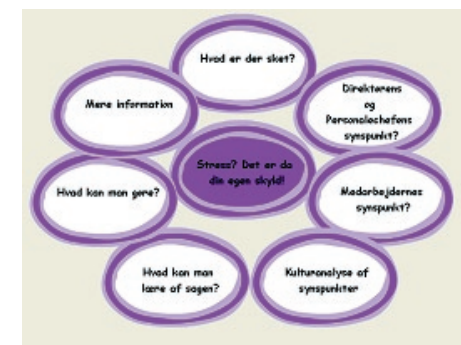 Hvad er der sket?
Direktørens
og
Personalechefens
synspunkt?
Medarbejdernes
synspunkt?
Kulturanalyse af
synspunkter
Hvad kan man
lære af sagen?
Hvad kan man gøre?
Mere information
Stress? Det er da
din egen skyld!